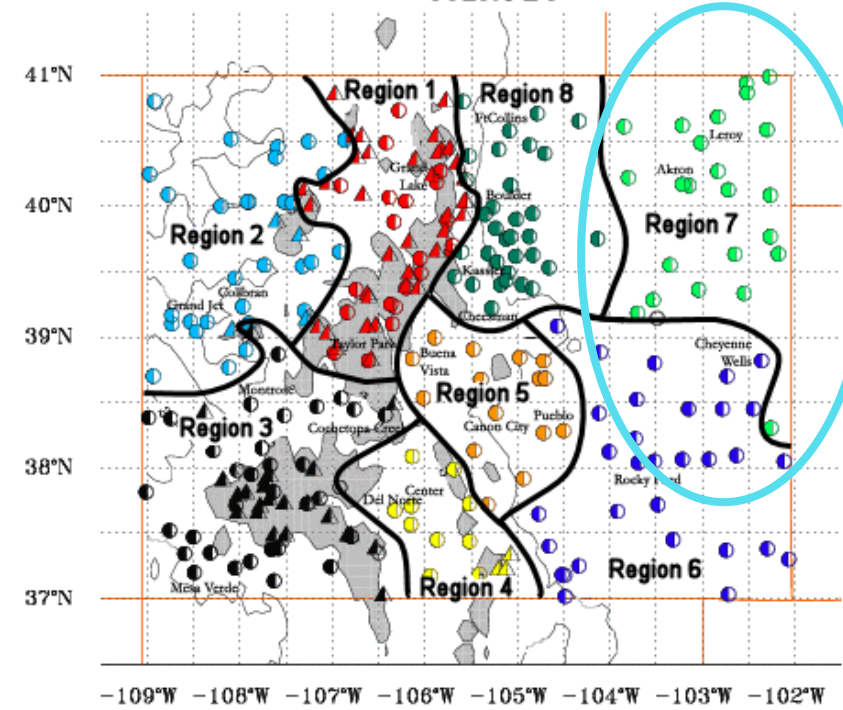 41°N
Region 1
Region 8
FtCollins
Leroy
Grand
Lake
Akron
40°N
Boulder
Region 2
Region 7
Kassler
Collbran
Grand Jct
Cheesman
39°N
Taylor Park
Buena
Vista
Cheyenne
Wells
Montrose
Region 5
Region 3
Cochetopa Creek
Canon City
Pueblo
38°N
Del Norte
Center
Rocky Ford
Mesa Verde
Region 4
Region 6
37°N
-109°W -108°W -107°W -106°W -105°W -104°W -103°W -102°W